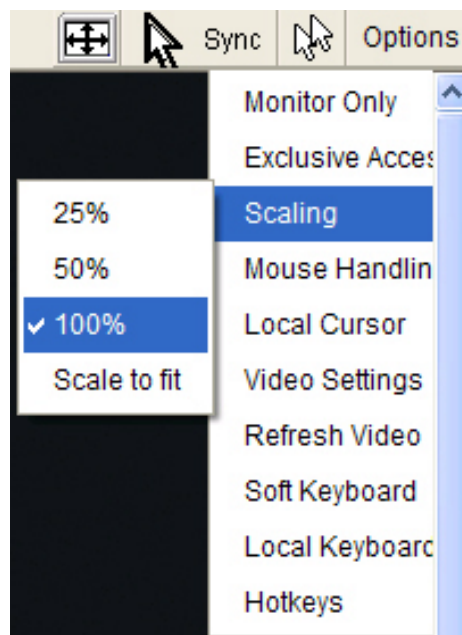 Sync Options
Monitor Only
Exclusive Acces
Scaling
25%
50%
100%
Scale to fit
Mouse Handlin
Local Cursor
Video Settings
Refresh Video
Soft Keyboard
Local Keyboard
Hotkeys